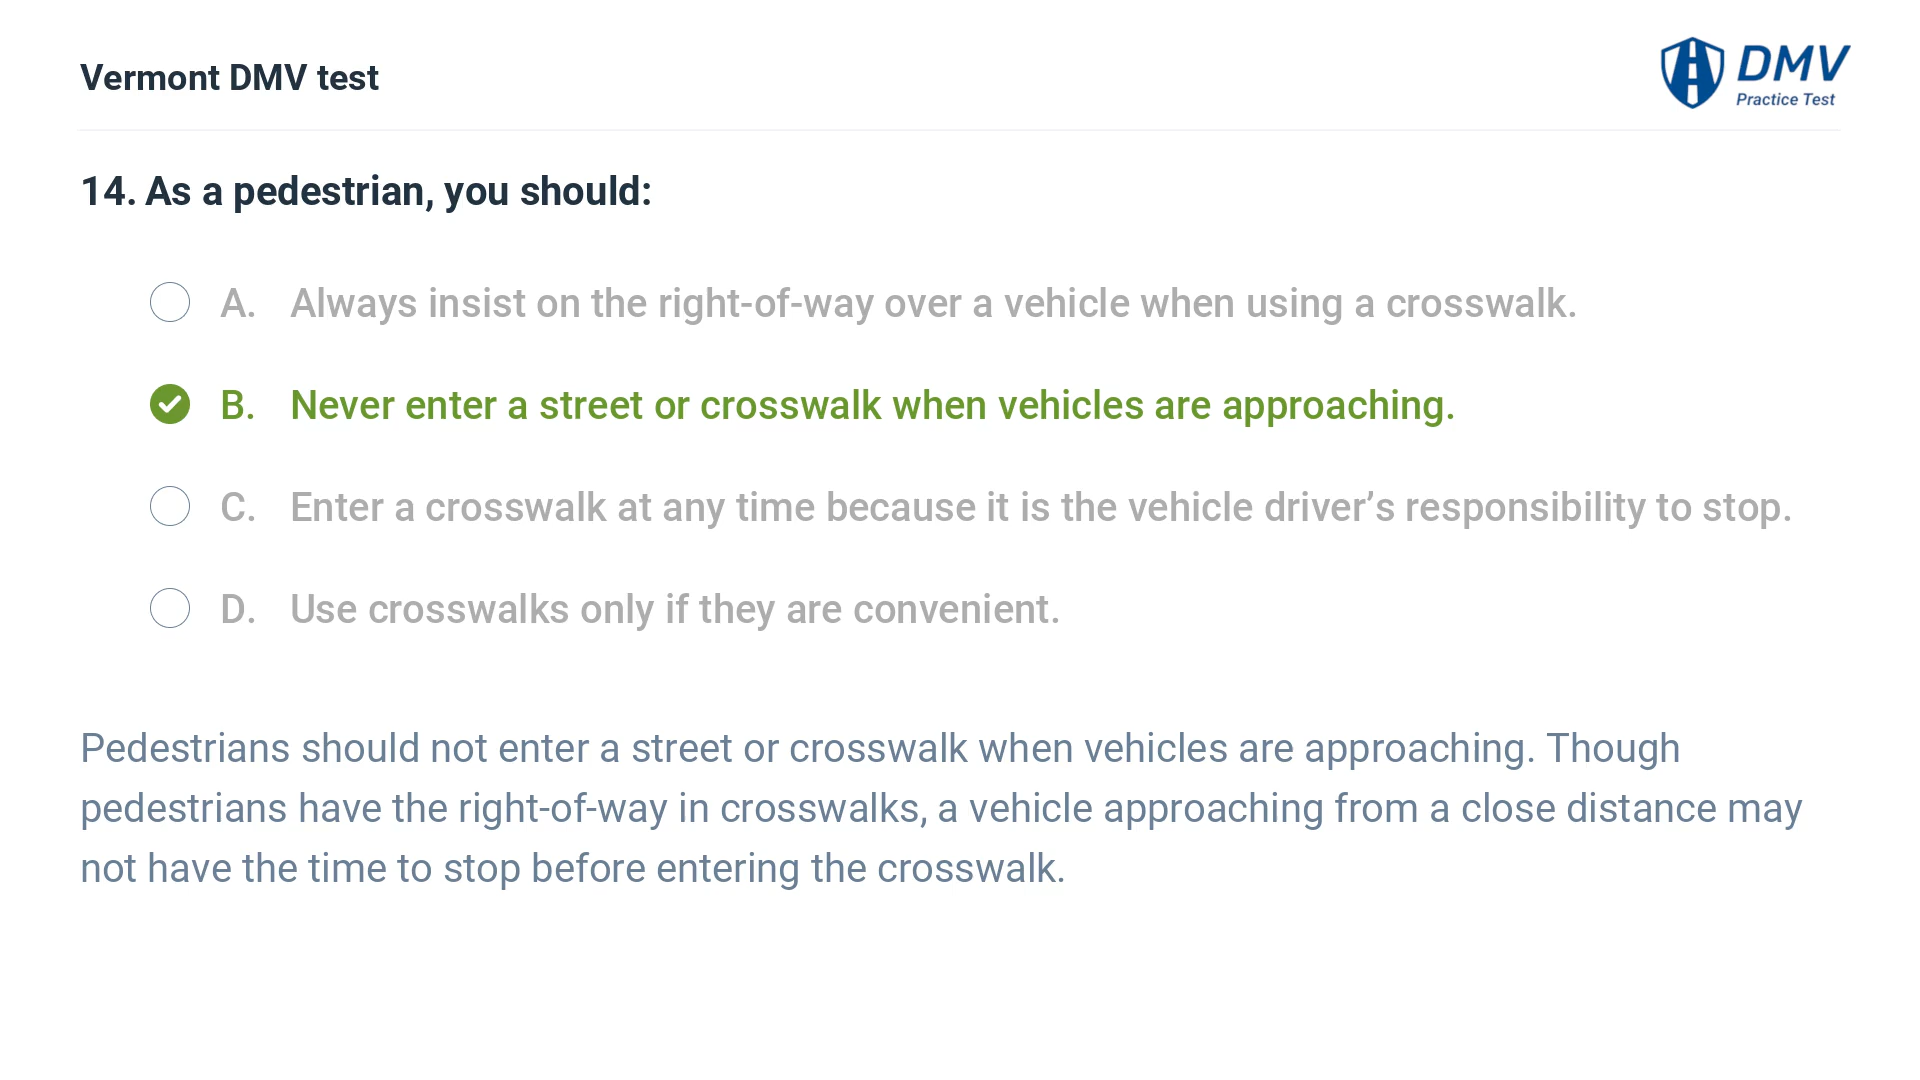 Vermont DMV test
DMV
Practice Test
14. As a pedestrian, you should:
A. Always insist on the right-of-way over a vehicle when using a crosswalk.
B. Never enter a street or crosswalk when vehicles are approaching.
C. Enter a crosswalk at any time because it is the vehicle driver’s responsibility to stop.
D. Use crosswalks only if they are convenient.
Pedestrians should not enter a street or crosswalk when vehicles are approaching. Though
pedestrians have the right-of-way in crosswalks, a vehicle approaching from a close distance may
not have the time to stop before entering the crosswalk.